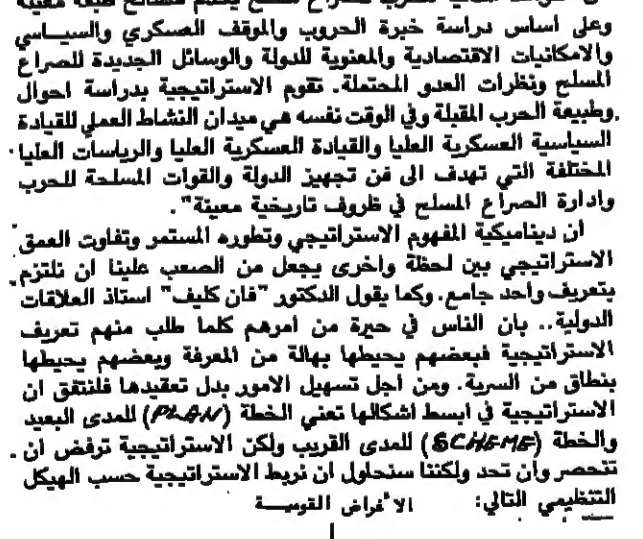 وعلى أساس دراسة خبرة الحروب والموقف العسكري والسياسي
والامكانيات الاقتصادية والمعنوية للدولة والوسائل الجديدة للصراع
المسلح ونظرات العدو المحتملة. تقوم الاستراتيجية بدراسة احوال
وطبيعة الحرب المقبلة وفي الوقت نفسه هي ميدان النشاط العملي للقيادة
السياسية العسكرية العليا والقيادة العسكرية العليا والرياسات العليا
المختلفة التي تهدف الى فن تجهيز الدولة والقوات المسلحة للحرب
وادارة الصراع المسلح في ظروف تاريخية معينة".
ان ديناميكية المفهوم الاستراتيجي وتطوره المستمر وتفاوت العمق
الاستراتيجي بين لحظة واخرى يجعل من الصعب علينا ان نلتزم
بتعريف واحد جامع. وكما يقول الدكتور "فان كليف" استاذ العلاقات
الدولية.. بان الناس في حيرة من امرهم كلما طلب منهم تعريف
الاستراتيجية فبعضهم يحيطها بهالة من المعرفة وبعضهم يحيطها
بنطاق من السرية. ومن اجل تسهيل الامور بدل تعقيدها فلنتفق ان
الاستراتيجية في ابسط اشكالها تعني الخطة (PLAN) للمدى البعيد
والخطة (SCHEME) للمدى القريب ولكن الاستراتيجية ترفض ان
تنحصر وان تحد ولكننا سنحاول ان نربط الاستراتيجية حسب الهيكل
التنظيمي التالي: الاغراض القومية